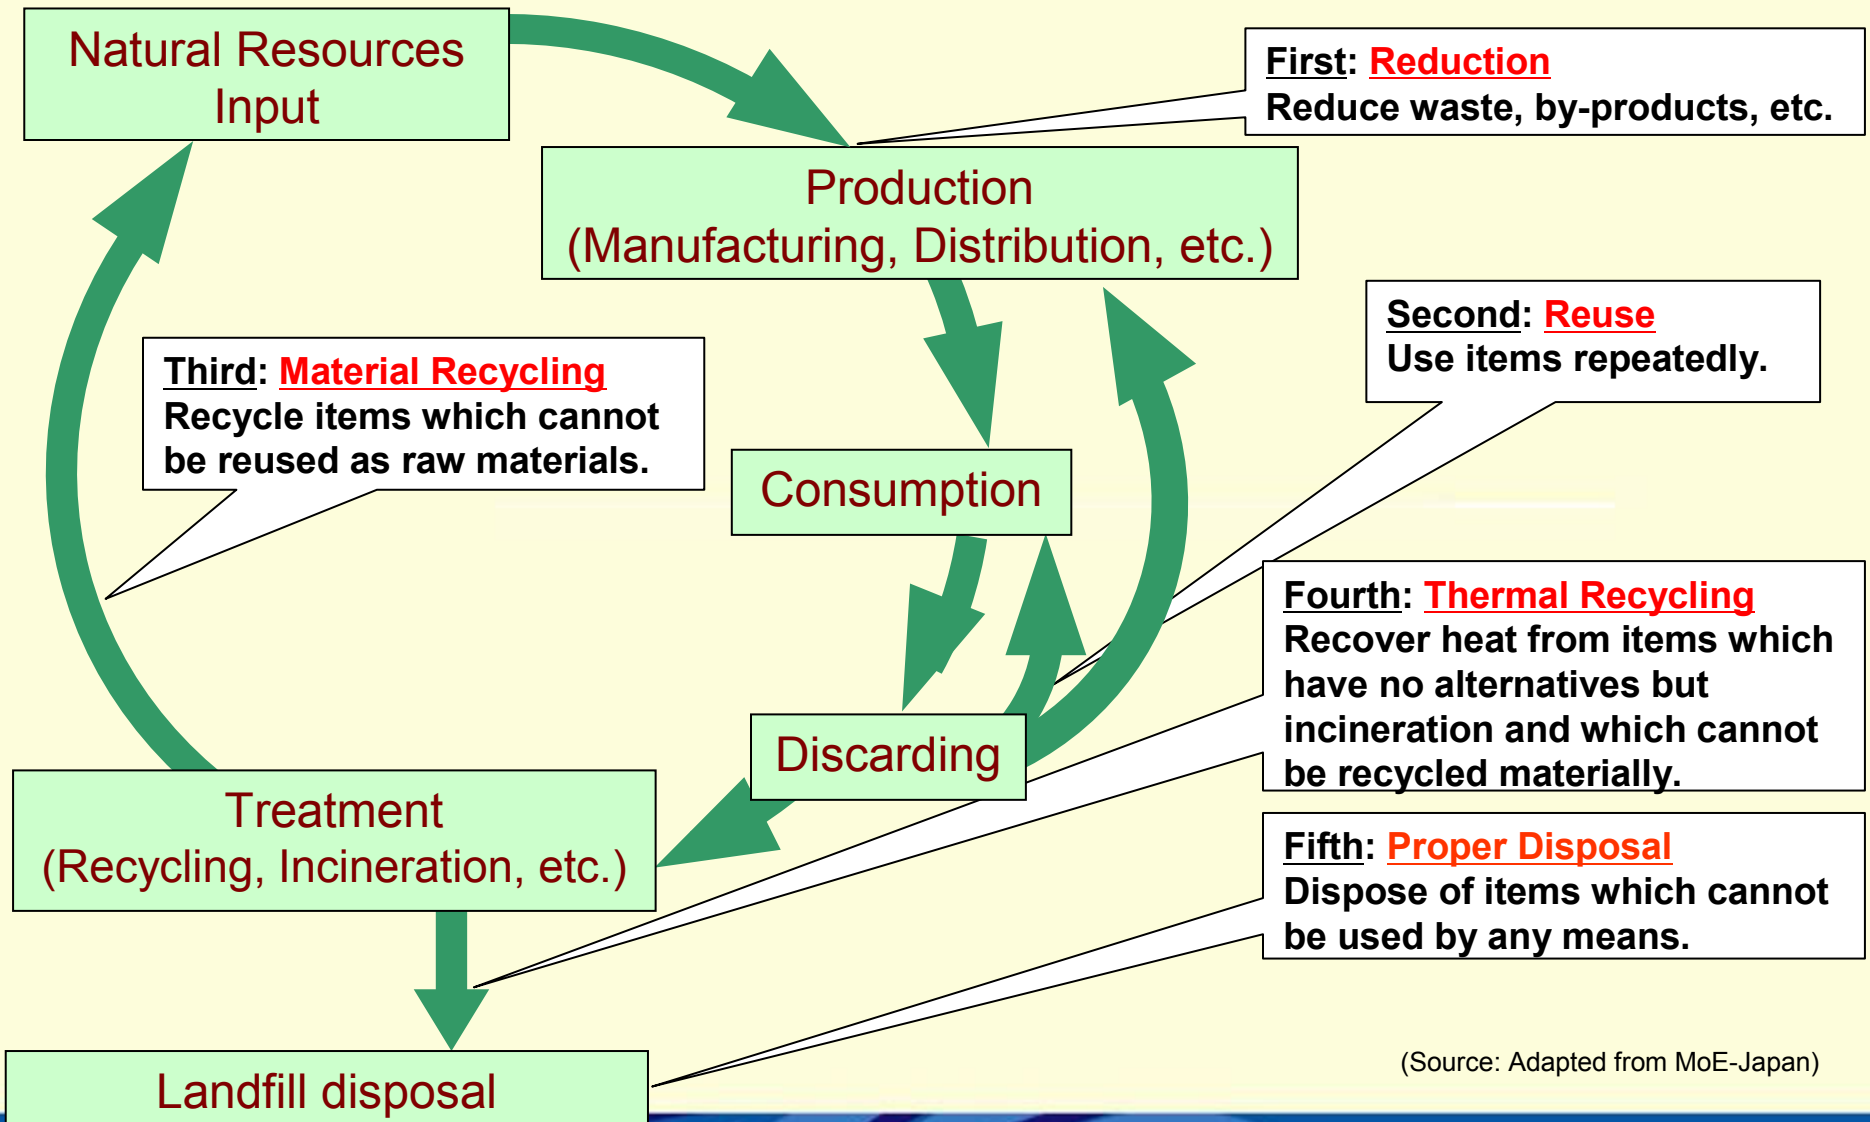 Natural Resources
Input
First: Reduction
Reduce waste, by-products, etc.
Production
(Manufacturing, Distribution, etc.)
Second: Reuse
Use items repeatedly.
Third: Material Recycling
Recycle items which cannot
be reused as raw materials.
Consumption
Fourth: Thermal Recycling
Recover heat from items which
have no alternatives but
incineration and which cannot
be recycled materially.
Discarding
Treatment
(Recycling, Incineration, etc.)
Fifth: Proper Disposal
Dispose of items which cannot
be used by any means.
(Source: Adapted from MoE-Japan)
Landfill disposal